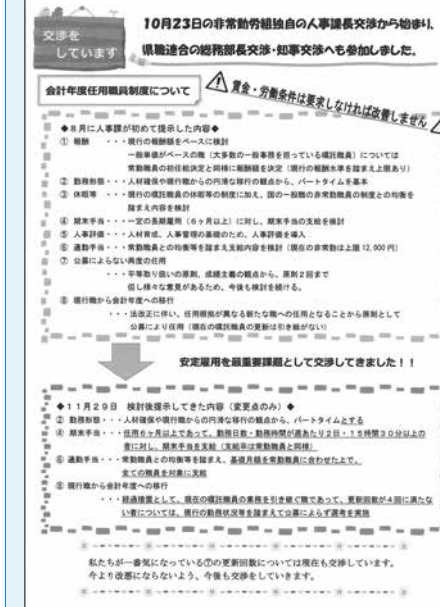 交渉を
しています
10月23日の非常勤労組独自の人事課長交渉から始まり、
県職連合の総務部長交渉・知事交渉へも参加しました。
会計年度任用職員制度について
賃金・労働条件は要求しなければ改善しません
◆8月に人事課が初めて提示した内容◆
① 報酬 ・・・現行の報酬額をベースに検討
一般単価がベースの職(大多数の一般事務を担っている嘱託職員)については
常勤職員の初任給決定と同様に報酬額を決定(現行の報酬水準を踏まえ上限あり)
② 勤務形態・・・人材確保や現行職からの円滑な移行の観点から、パートタイムを基本
③ 休暇等 ・・・現行の嘱託職員の休暇等の制度に加え、国の一般職の非常勤職員の制度との均衡を
踏まえ内容を検討
④ 期末手当・・・一定の長期雇用(6ヶ月以上)に対し、期末手当の支給を検討
⑤ 人事評価・・・人材育成、人事管理の基礎のため、人事評価を導入
⑥ 通勤手当・・・常勤職員との均衡等を踏まえ支給内容を検討(現在の非常勤は上限 12,000 円)
⑦ 公募によらない再度の任用
・・・平等取り扱いの原則、成績主義の観点から、原則2回まで
但し様々な意見があるため、今後も検討を続ける。
⑧ 現行職から会計年度への移行
・・・法改正に伴い、任用根拠が異なる新たな職への任用となることから原則として
公募により任用(現在の嘱託職員の更新は引き継がない)
安定雇用を最重要課題として交渉してきました!!
◆11月29日 検討後提示してきた内容(変更点のみ)◆
② 勤務形態・・・人材確保や現行職からの円滑な移行の観点から、パートタイムとする
④ 期末手当・・・任用6ヶ月以上であって、勤務日数・勤務時間が週あたり2日・15時間30分以上の
者に対し、期末手当を支給(支給率は常勤職員と同様)
⑥ 通勤手当・・・常勤職員との均衡等を踏まえ、基礎月額を常勤職員に合わせた上で、
全ての職員を対象に支給
⑧ 現行職から会計年度への移行
・・・経過措置として、現在の嘱託職員の業務を引き継ぐ職であって、更新回数が4回に満たな
い者については、現行の勤務状況等を踏まえて公募によらず選考を実施
私たちが一番気になっている⑦の更新回数については現在も交渉しています。
今より改悪にならないよう、今後も交渉をしていきます。